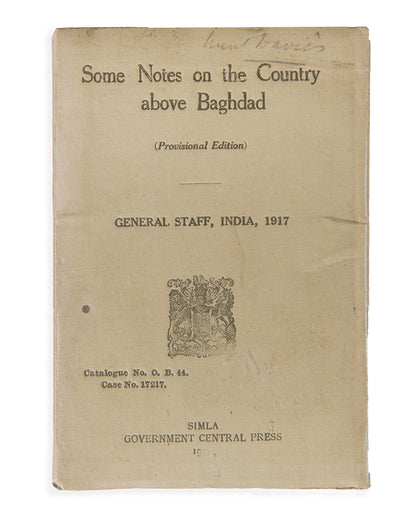 Davies
Some Notes on the Country
above Baghdad
(Provisional Edition)
GENERAL STAFF, INDIA, 1917
Catalogue No. O. B. 44.
Case No. 17217.
SIMLA
GOVERNMENT CENTRAL PRESS